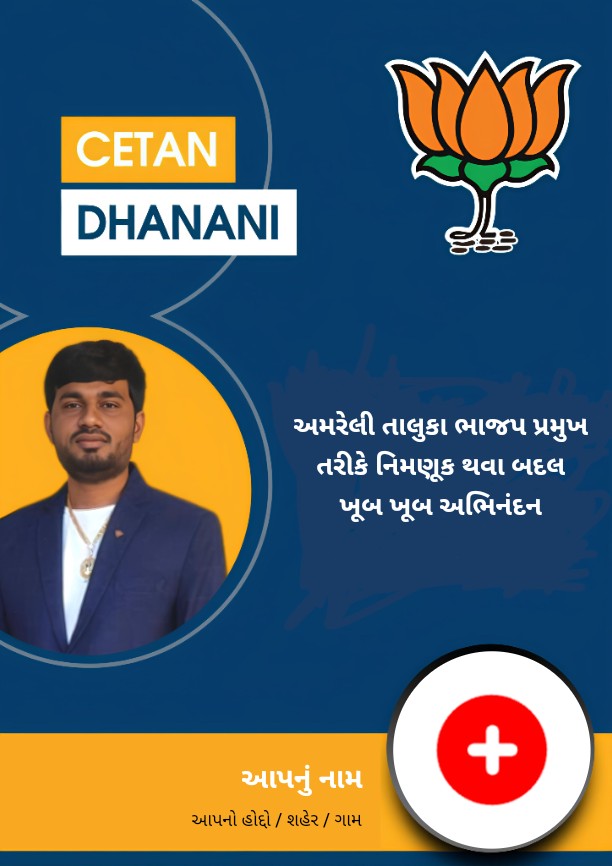 CETAN
DHANANI
અમરેલી તાલુકા ભાજપ પ્રમુખ
તરીકે નિમણૂક થવા બદલ
ખૂબ ખૂબ અભિનંદન
આપનું નામ
આપનો હોદ્દો / શહેર / ગામ